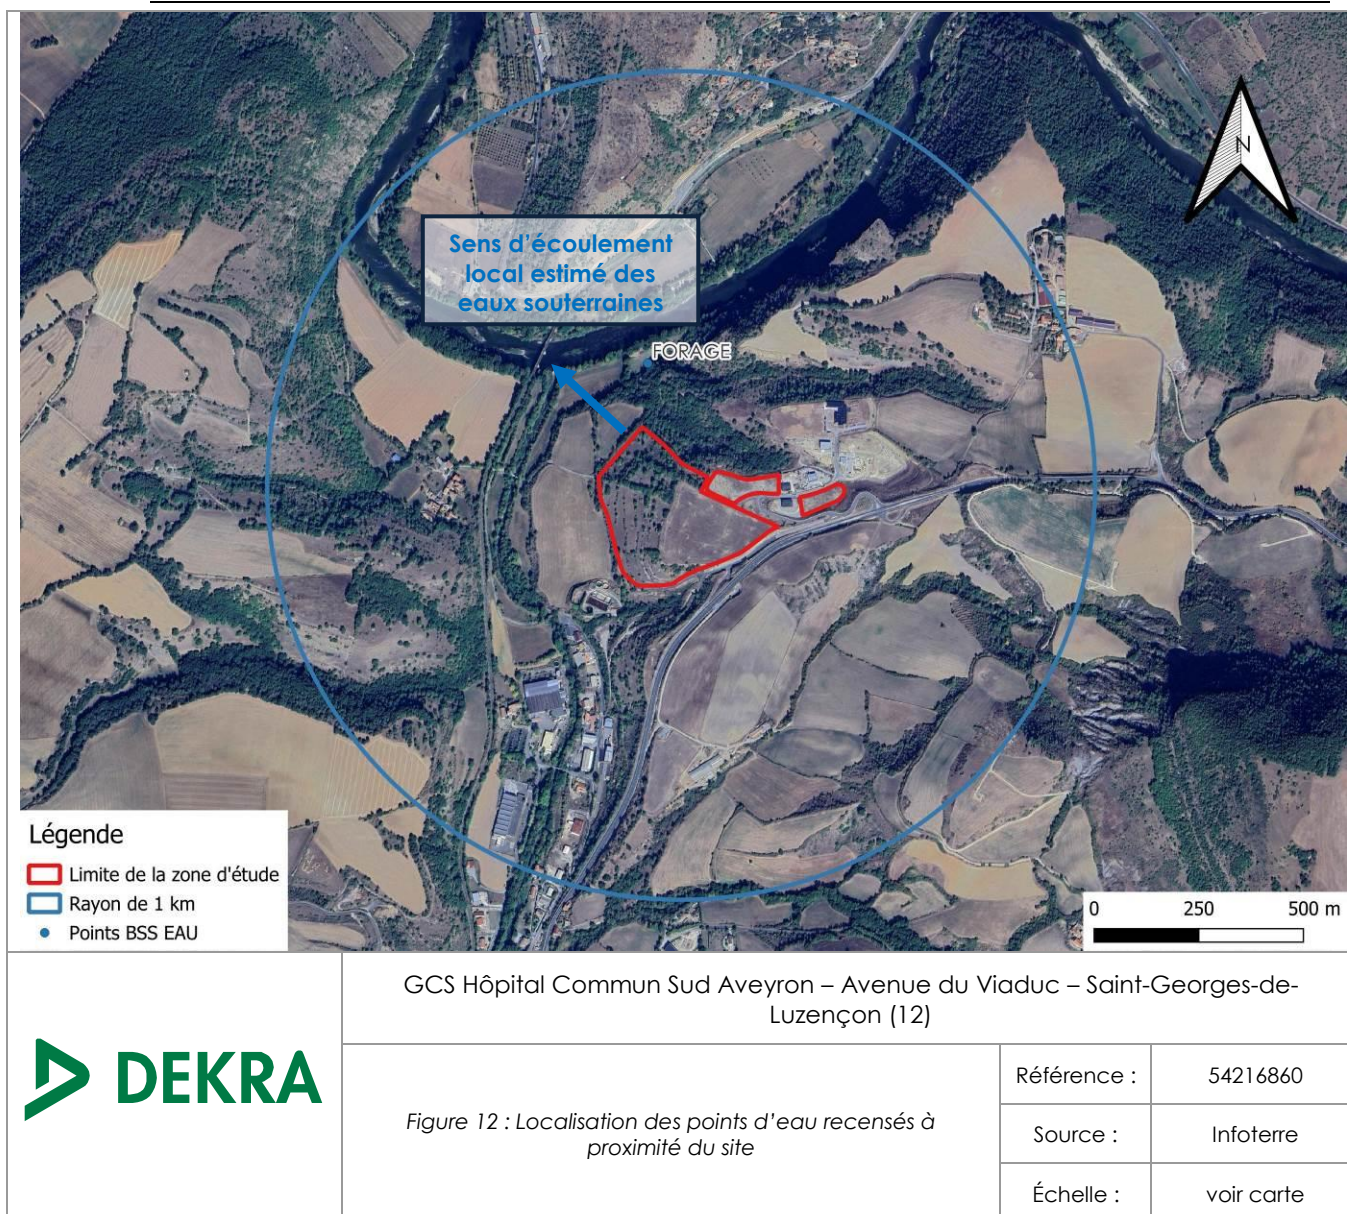 N
Sens d'écoulement
local estimé des
eaux souterraines
FORAGE
Légende
Limite de la zone d'étude
Rayon de 1 km
Points BSS EAU
0 250 500 m
DEKRA
GCS Hôpital Commun Sud Aveyron – Avenue du Viaduc – Saint-Georges-de-
Luzençon (12)
Figure 12 : Localisation des points d'eau recensés à
proximité du site
Référence : 54216860
Source : Infoterre
Échelle : voir carte